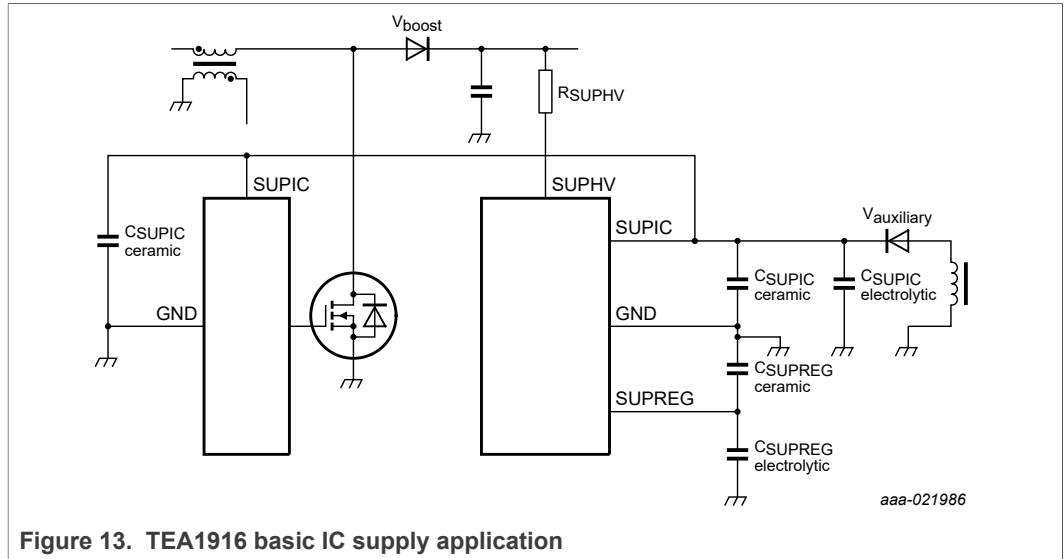 Vboost
RSUPHV
SUPIC
SUPHV
SUPIC
Vauxiliary
CSUPIC
ceramic
CSUPIC
ceramic
CSUPIC
electrolytic
GND
GND
CSUPREG
ceramic
SUPREG
CSUPREG
electrolytic
aaa-021986
Figure 13. TEA1916 basic IC supply application